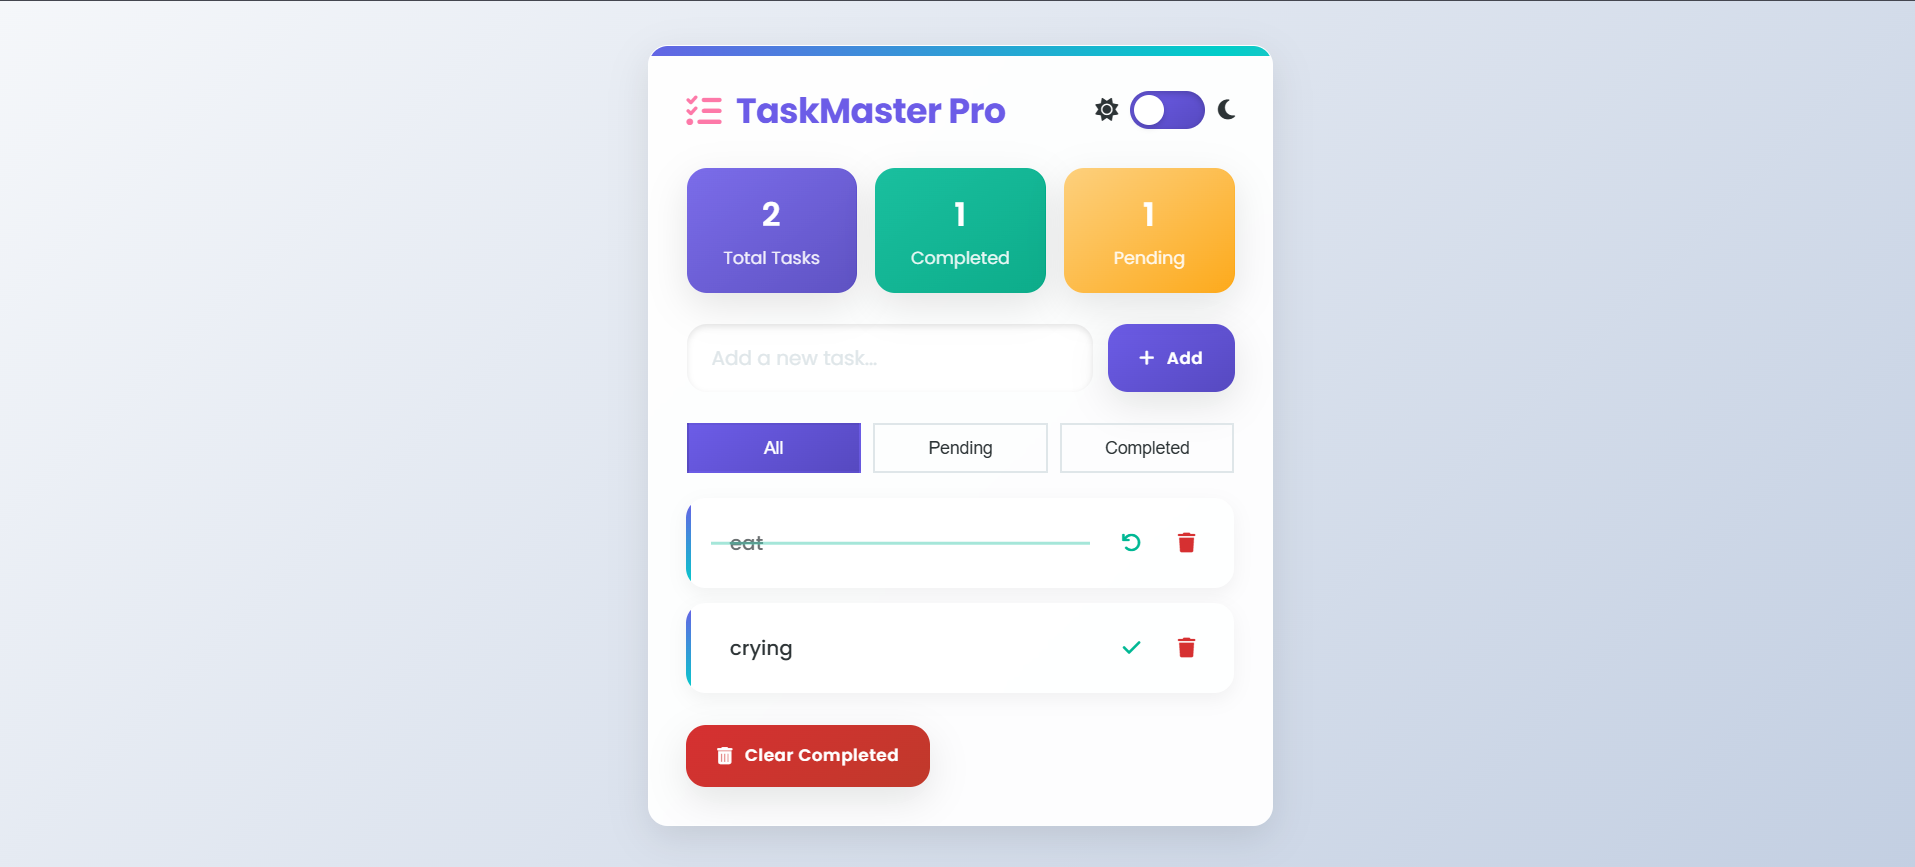 TaskMaster Pro
2
Total Tasks
1
Completed
1
Pending
Add a new task...
Add
All
Pending
Completed
eat
crying
Clear Completed